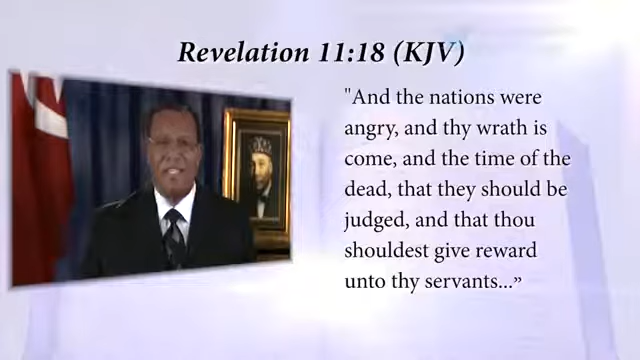 Revelation 11:18 (KJV)
"And the nations were
angry, and thy wrath is
come, and the time of the
dead, that they should be
judged, and that thou
shouldest give reward
unto thy servants...”